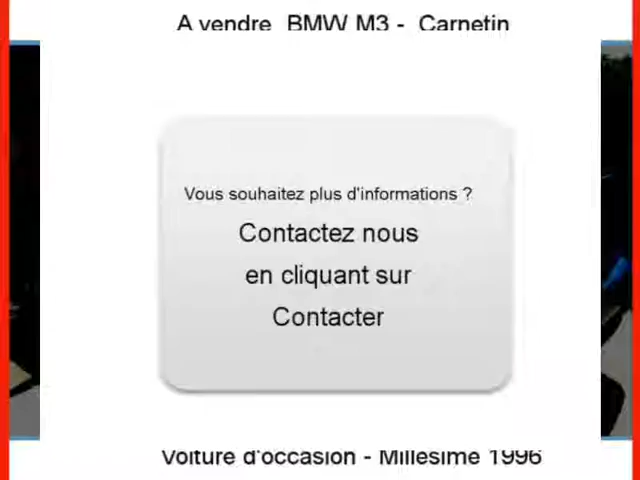 A vendre BMW M3 - Carnetin
Vous souhaitez plus d'informations ?
Contactez nous
en cliquant sur
Contacter
Voiture d'occasion - Millesime 1996